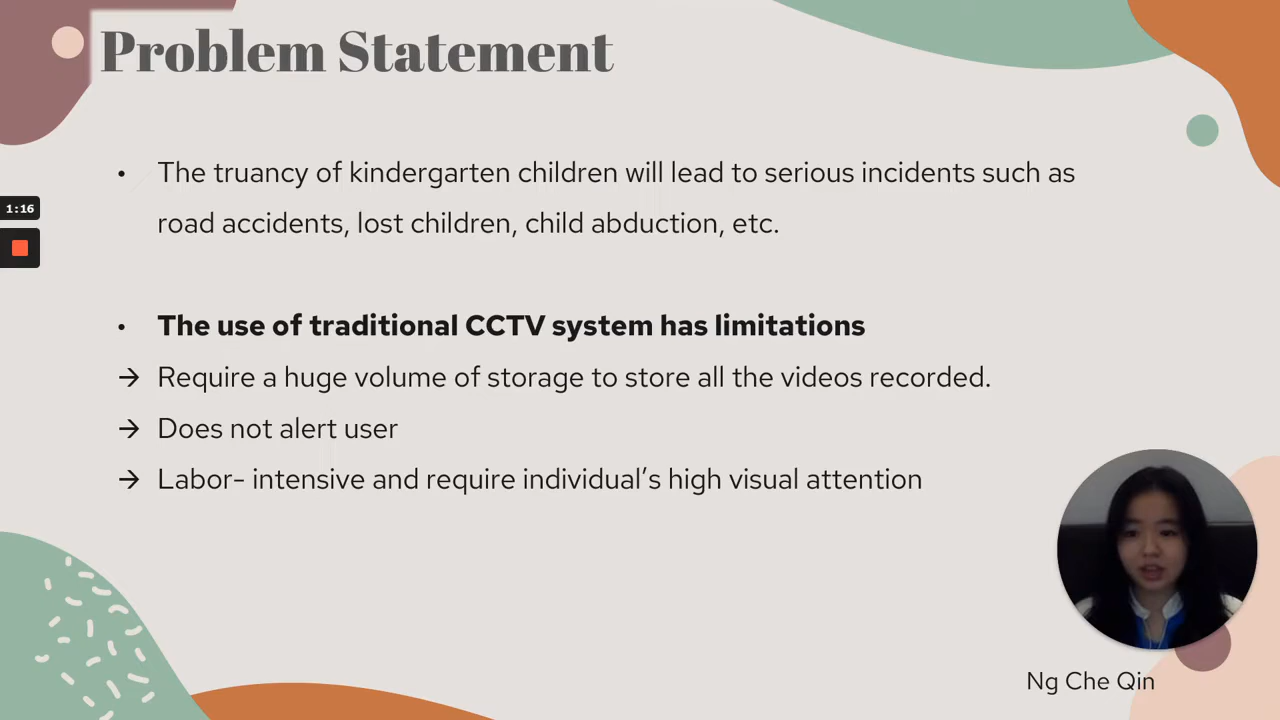 Problem Statement
• The truancy of kindergarten children will lead to serious incidents such as
road accidents, lost children, child abduction, etc.
1:16
• The use of traditional CCTV system has limitations
→ Require a huge volume of storage to store all the videos recorded.
→ Does not alert user
→ Labor- intensive and require individual’s high visual attention
Ng Che Qin